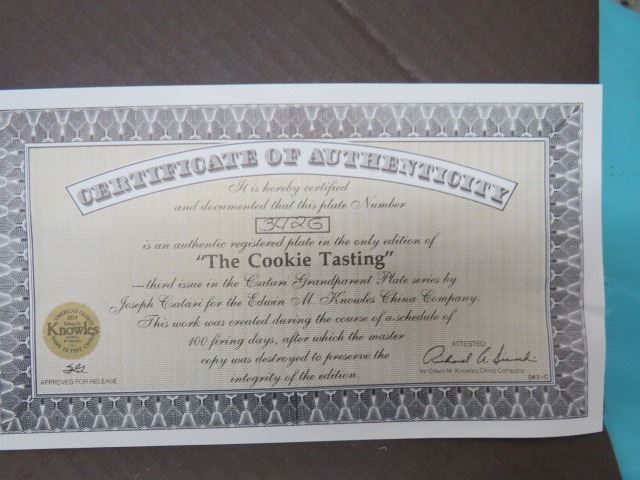 CERTIFICATE OF AUTHENTICITY
It is hereby certified
and documented that this plate Number
3426
is an authentic registered plate in the only edition of
"The Cookie Tasting"
—third issue in the Csatari Grandparent Plate series by
Joseph Csatari for the Edwin M. Knowles China Company.
This work was created during the course of a schedule of
100 firing days, after which the master
copy was destroyed to preserve the
integrity of the edition.
Knowles
APPROVED FOR RELEASE
ATTESTED
for Edwin M. Knowles China Company